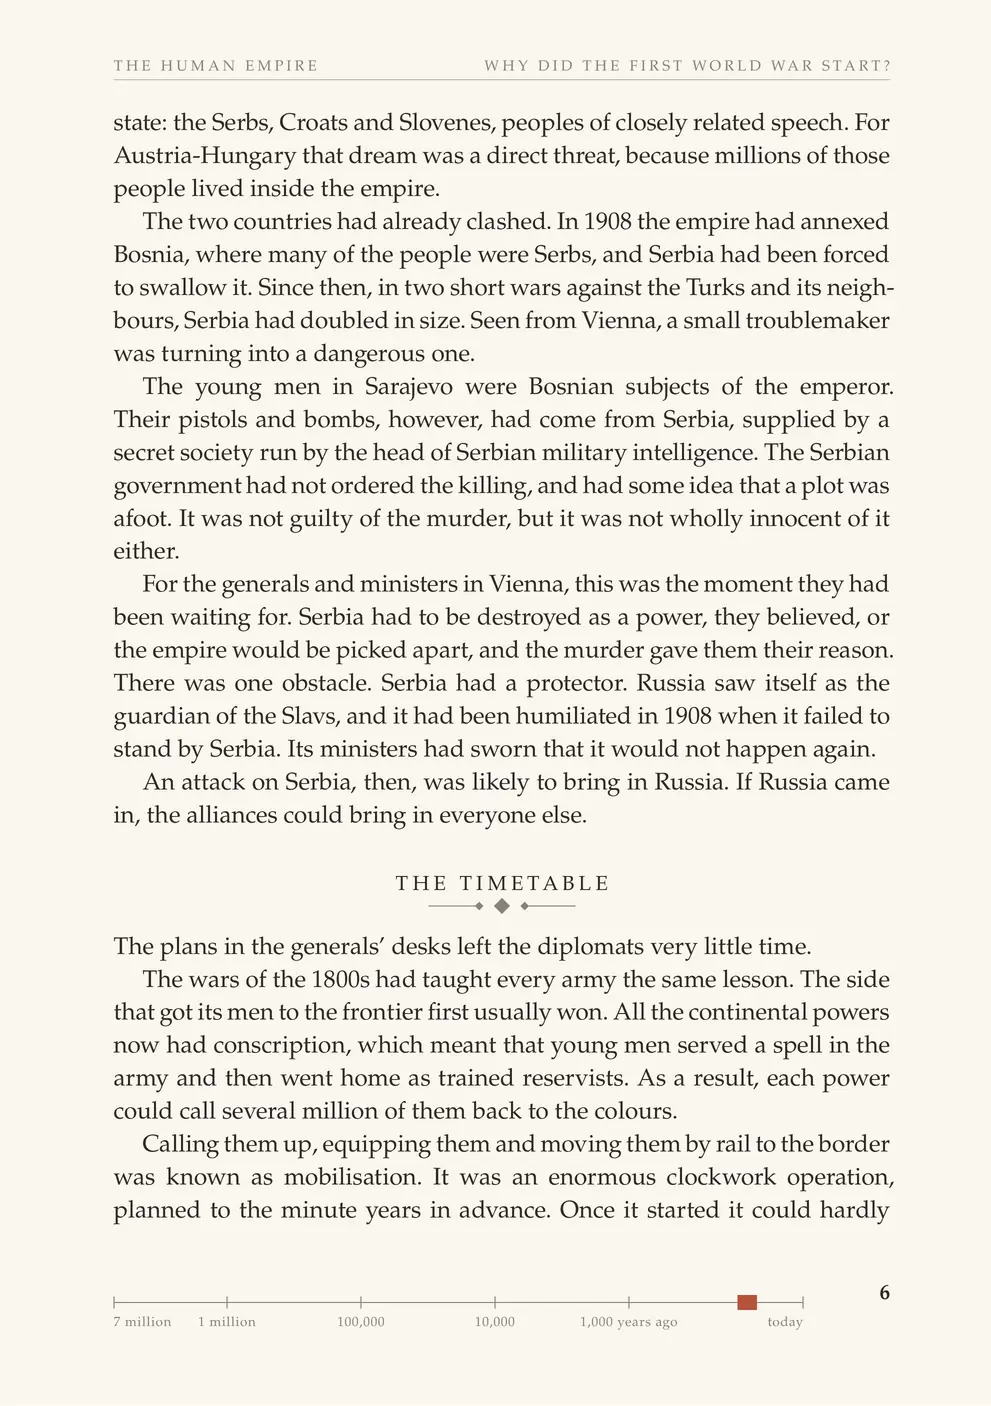 THE HUMAN EMPIRE
WHY DID THE FIRST WORLD WAR START?
state: the Serbs, Croats and Slovenes, peoples of closely related speech. For
Austria-Hungary that dream was a direct threat, because millions of those
people lived inside the empire.
The two countries had already clashed. In 1908 the empire had annexed
Bosnia, where many of the people were Serbs, and Serbia had been forced
to swallow it. Since then, in two short wars against the Turks and its neigh-
bours, Serbia had doubled in size. Seen from Vienna, a small troublemaker
was turning into a dangerous one.
The young men in Sarajevo were Bosnian subjects of the emperor.
Their pistols and bombs, however, had come from Serbia, supplied by a
secret society run by the head of Serbian military intelligence. The Serbian
government had not ordered the killing, and had some idea that a plot was
afoot. It was not guilty of the murder, but it was not wholly innocent of it
either.
For the generals and ministers in Vienna, this was the moment they had
been waiting for. Serbia had to be destroyed as a power, they believed, or
the empire would be picked apart, and the murder gave them their reason.
There was one obstacle. Serbia had a protector. Russia saw itself as the
guardian of the Slavs, and it had been humiliated in 1908 when it failed to
stand by Serbia. Its ministers had sworn that it would not happen again.
An attack on Serbia, then, was likely to bring in Russia. If Russia came
in, the alliances could bring in everyone else.
THE TIMETABLE
The plans in the generals’ desks left the diplomats very little time.
The wars of the 1800s had taught every army the same lesson. The side
that got its men to the frontier first usually won. All the continental powers
now had conscription, which meant that young men served a spell in the
army and then went home as trained reservists. As a result, each power
could call several million of them back to the colours.
Calling them up, equipping them and moving them by rail to the border
was known as mobilisation. It was an enormous clockwork operation,
planned to the minute years in advance. Once it started it could hardly
6
7 million
1 million
100,000
10,000
1,000 years ago
today